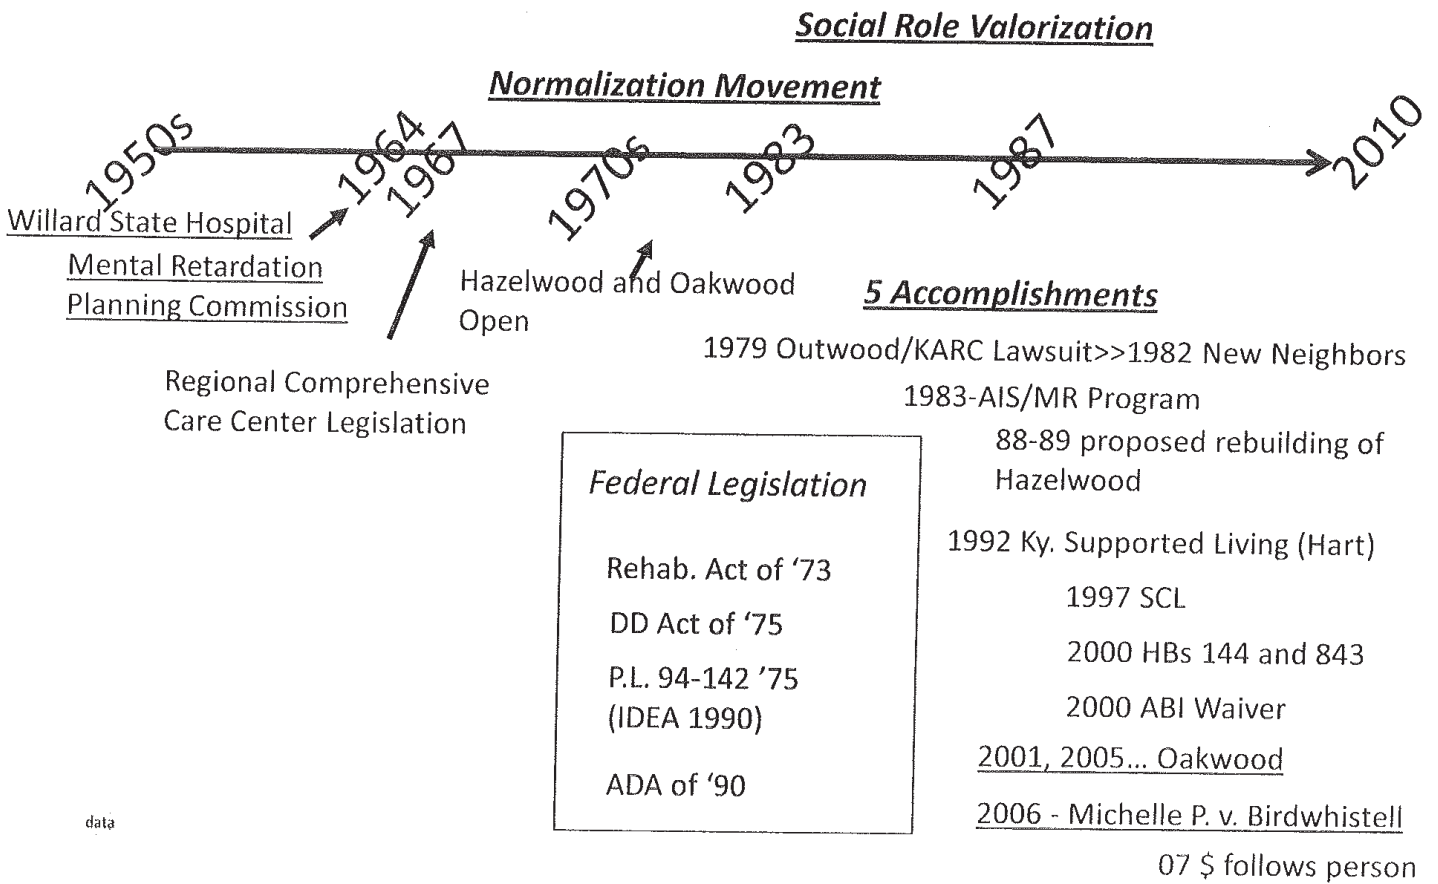 Social Role Valorization
Normalization Movement
1950s
1964
1967
1970s
1983
1987
2010
Willard State Hospital
Mental Retardation
Planning Commission
Hazelwood and Oakwood
Open
Regional Comprehensive
Care Center Legislation
5 Accomplishments
1979 Outwood/KARC Lawsuit>>1982 New Neighbors
1983-AIS/MR Program
88-89 proposed rebuilding of
Hazelwood
1992 Ky. Supported Living (Hart)
1997 SCL
2000 HBs 144 and 843
2000 ABI Waiver
2001, 2005... Oakwood
2006 - Michelle P. v. Birdwhistell
07 $ follows person
Federal Legislation
Rehab. Act of ‘73
DD Act of ‘75
P.L. 94-142 ’75
(IDEA 1990)
ADA of ‘90
data